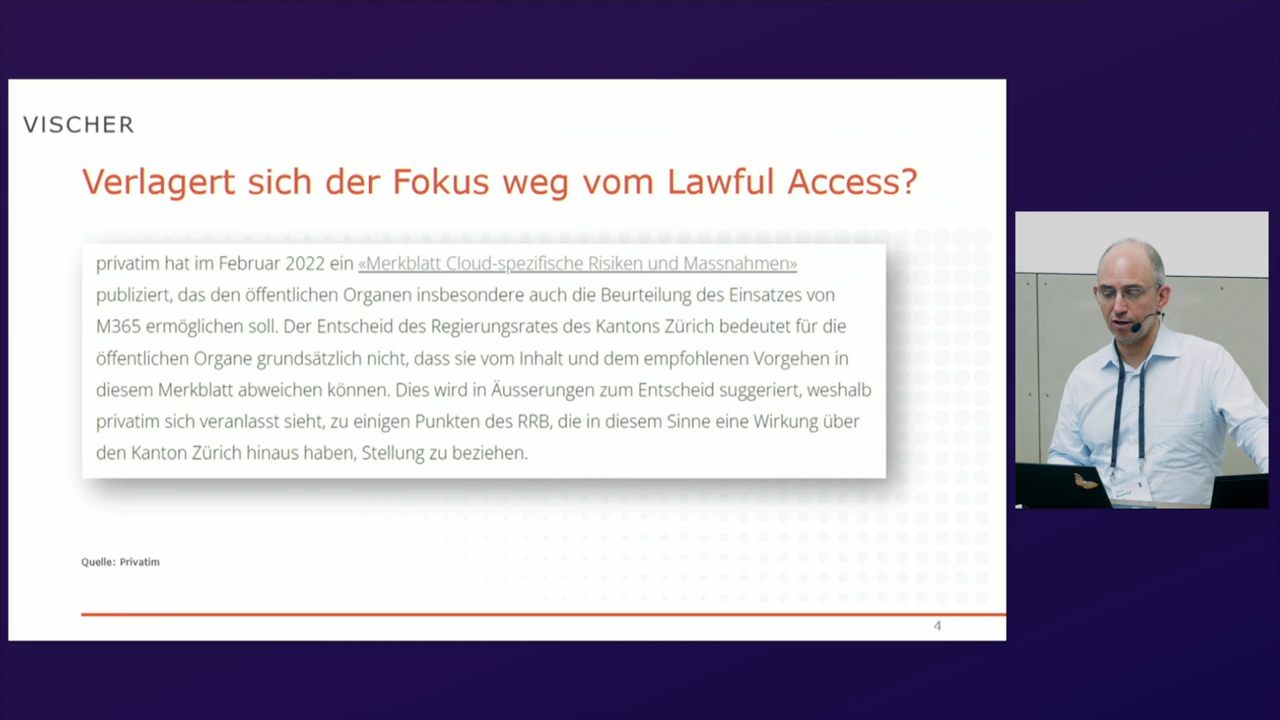 VISCHER
Verlagert sich der Fokus weg vom Lawful Access?
privatim hat im Februar 2022 ein «Merkblatt Cloud-spezifische Risiken und Massnahmen»
publiziert, das den öffentlichen Organen insbesondere auch die Beurteilung des Einsatzes von
M365 ermöglichen soll. Der Entscheid des Regierungsrates des Kantons Zürich bedeutet für die
öffentlichen Organe grundsätzlich nicht, dass sie vom Inhalt und dem empfohlenen Vorgehen in
diesem Merkblatt abweichen können. Dies wird in Äusserungen zum Entscheid suggeriert, weshalb
privatim sich veranlasst sieht, zu einigen Punkten des RRB, die in diesem Sinne eine Wirkung über
den Kanton Zürich hinaus haben, Stellung zu beziehen.
Quelle: Privatim
4